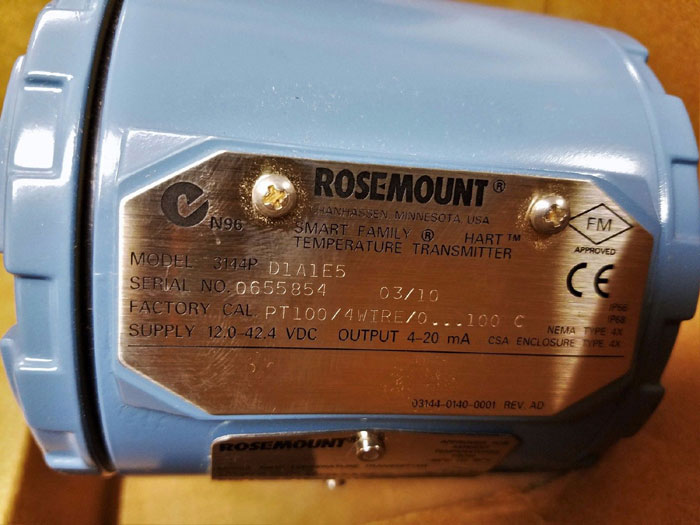 ROSEMOUNT®
CHANHASSEN, MINNESOTA USA
N96
SMART FAMILY ® HART™
TEMPERATURE TRANSMITTER
FM
APPROVED
MODEL 3144P D1A1E5
SERIAL NO. 0655854 03/10
CE
FACTORY CAL. PT100/4WIRE/0...100 C
IP66
IP68
SUPPLY 12.0-42.4 VDC OUTPUT 4-20 mA
NEMA TYPE 4X
CSA ENCLOSURE TYPE 4X
03144-0140-0001 REV. AD
ROSEMOUNT®